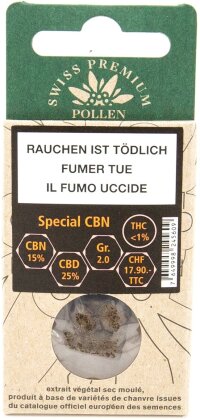 SWISS PREMIUM
POLLEN
RAUCHEN IST TÖDLICH
FUMER TUE
IL FUMO UCCIDE
Special CBN
THC
<1%
CBN
15%
CBD
25%
Gr.
2.0
CHF
17.90.-
TTC
7649998245609
extrait végétal sec moulé,
produit à base de variétés de chanvre issues
du catalogue officiel européen des semences